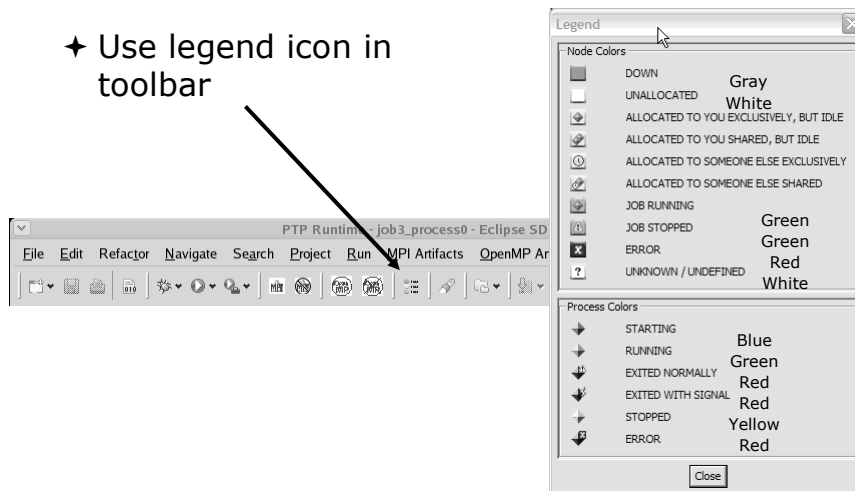 Use legend icon in
toolbar
PTP Runtime - job3_process0 - Eclipse SD
File Edit Refactor Navigate Search Project Run MPI Artifacts OpenMP Ar
010
Legend
Node Colors
DOWN Gray
UNALLOCATED White
ALLOCATED TO YOU EXCLUSIVELY, BUT IDLE
ALLOCATED TO YOU SHARED, BUT IDLE
ALLOCATED TO SOMEONE ELSE EXCLUSIVELY
ALLOCATED TO SOMEONE ELSE SHARED
JOB RUNNING Green
JOB STOPPED Green
ERROR Red
? UNKNOWN / UNDEFINED White
Process Colors
STARTING Blue
RUNNING Green
EXITED NORMALLY Red
EXITED WITH SIGNAL Red
STOPPED Yellow
ERROR Red
Close